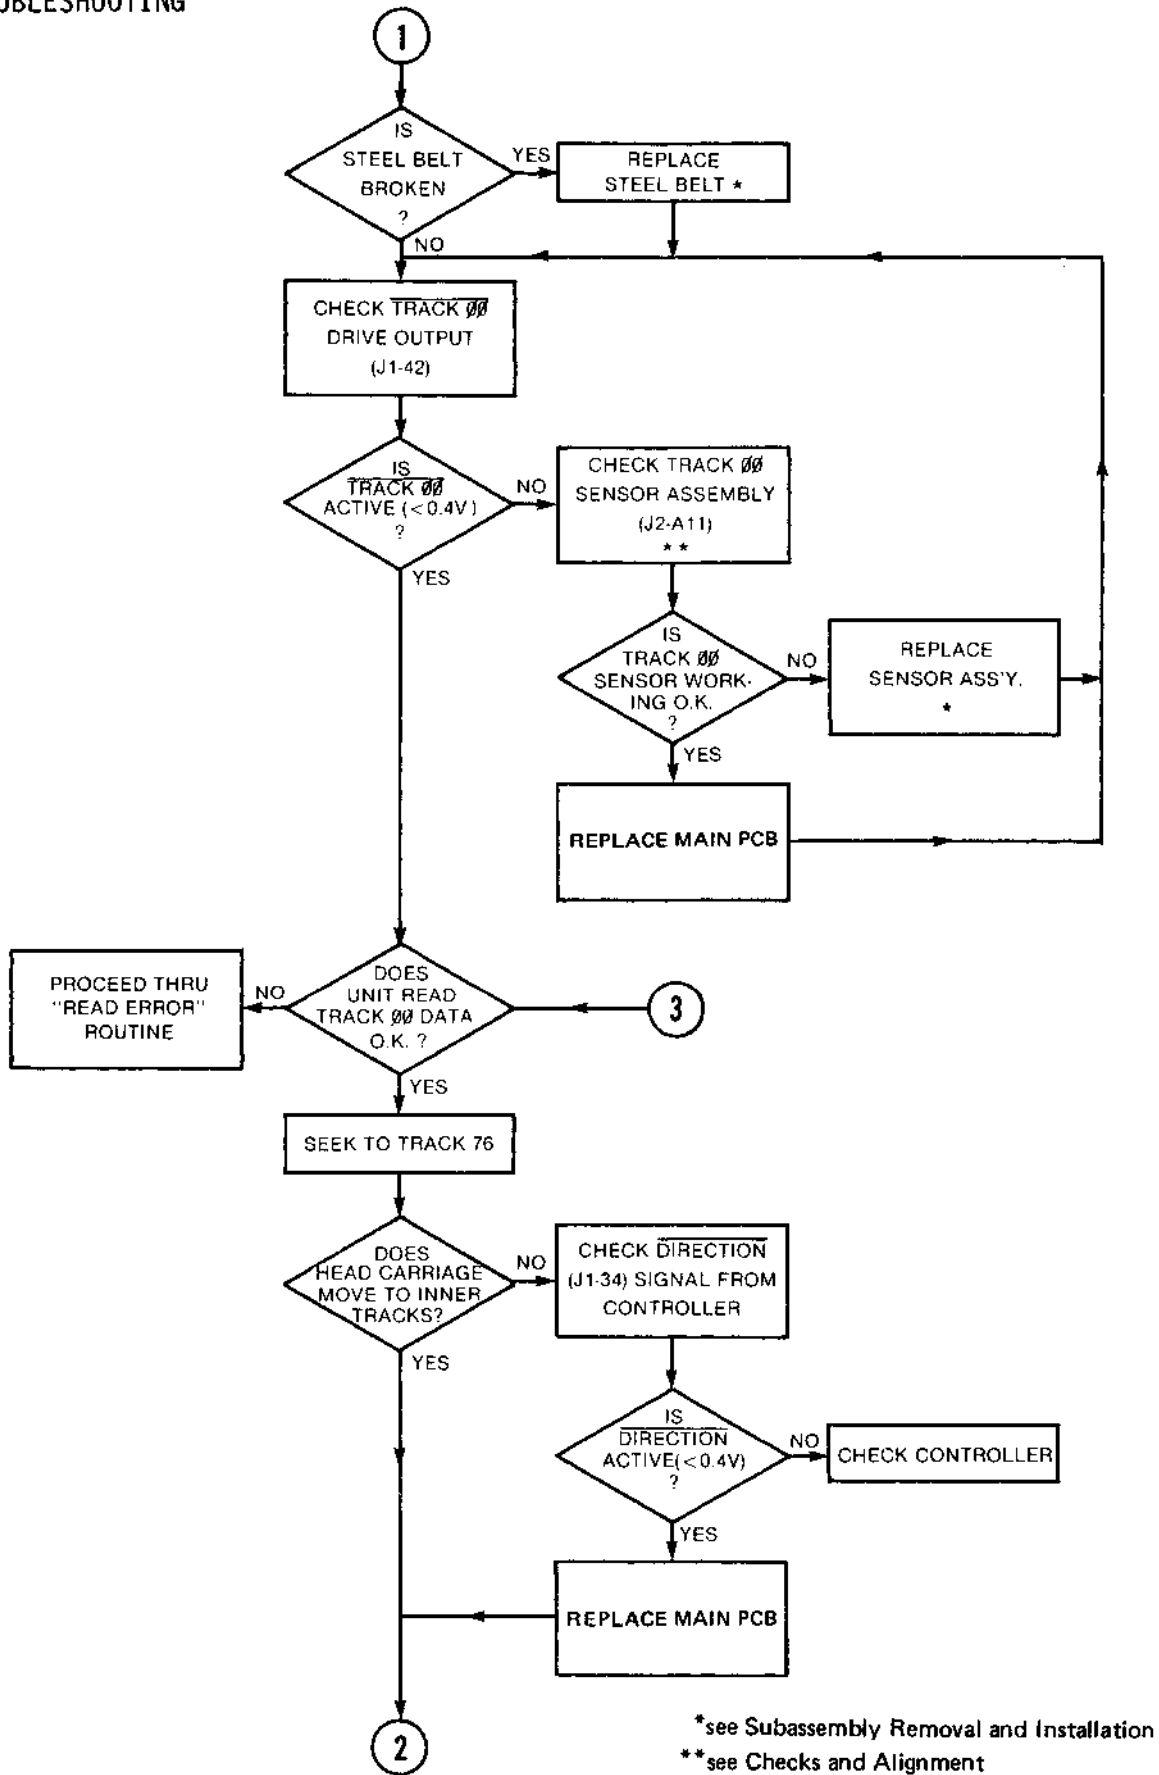 1
IS
STEEL BELT
BROKEN
?
YES
REPLACE
STEEL BELT *
NO
CHECK TRACK ØØ
DRIVE OUTPUT
(J1-42)
IS
TRACK ØØ
ACTIVE (<0.4V)
?
NO
CHECK TRACK ØØ
SENSOR ASSEMBLY
(J2-A11)
* *
YES
IS
TRACK ØØ
SENSOR WORK-
ING O.K.
?
NO
REPLACE
SENSOR ASS'Y.
*
YES
REPLACE MAIN PCB
DOES
UNIT READ
TRACK ØØ DATA
O.K. ?
NO
PROCEED THRU
"READ ERROR"
ROUTINE
3
YES
SEEK TO TRACK 76
DOES
HEAD CARRIAGE
MOVE TO INNER
TRACKS?
NO
CHECK DIRECTION
(J1-34) SIGNAL FROM
CONTROLLER
YES
IS
DIRECTION
ACTIVE(<0.4V)
?
NO
CHECK CONTROLLER
YES
REPLACE MAIN PCB
2
*see Subassembly Removal and Installation
**see Checks and Alignment